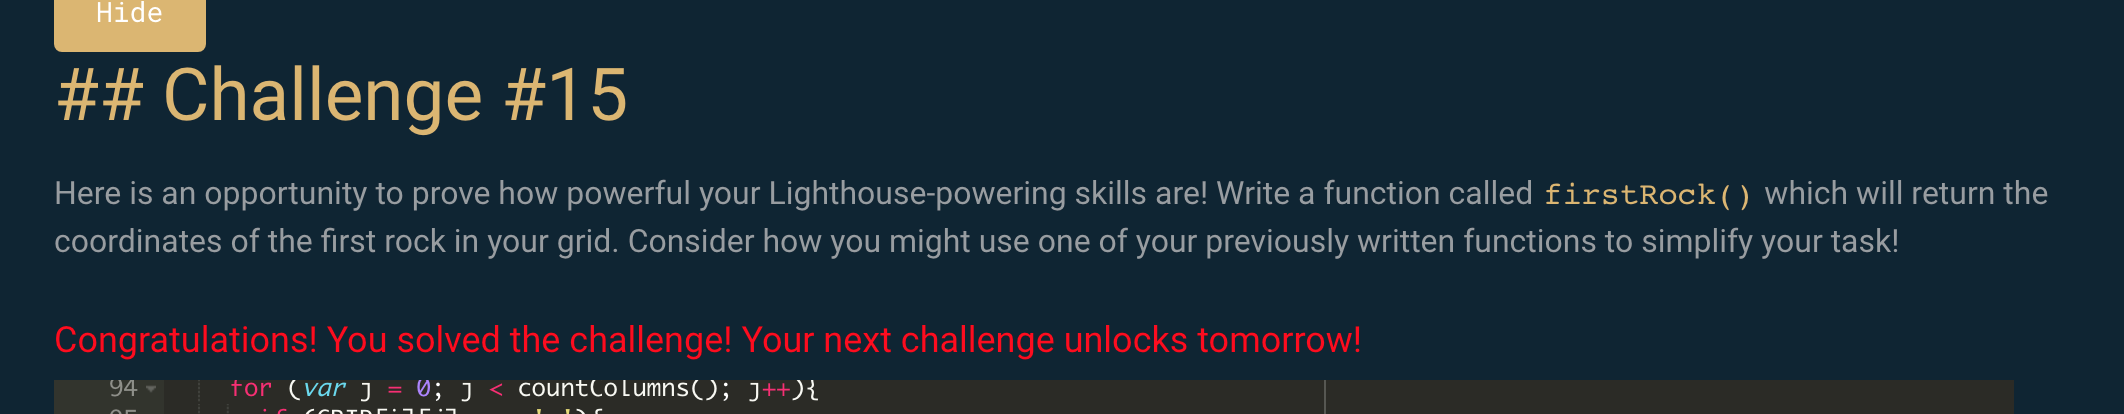 Hide
## Challenge #15
Here is an opportunity to prove how powerful your Lighthouse-powering skills are! Write a function called firstRock() which will return the
coordinates of the first rock in your grid. Consider how you might use one of your previously written functions to simplify your task!
Congratulations! You solved the challenge! Your next challenge unlocks tomorrow!
94 for (var j = 0; j < countColumns(); j++){